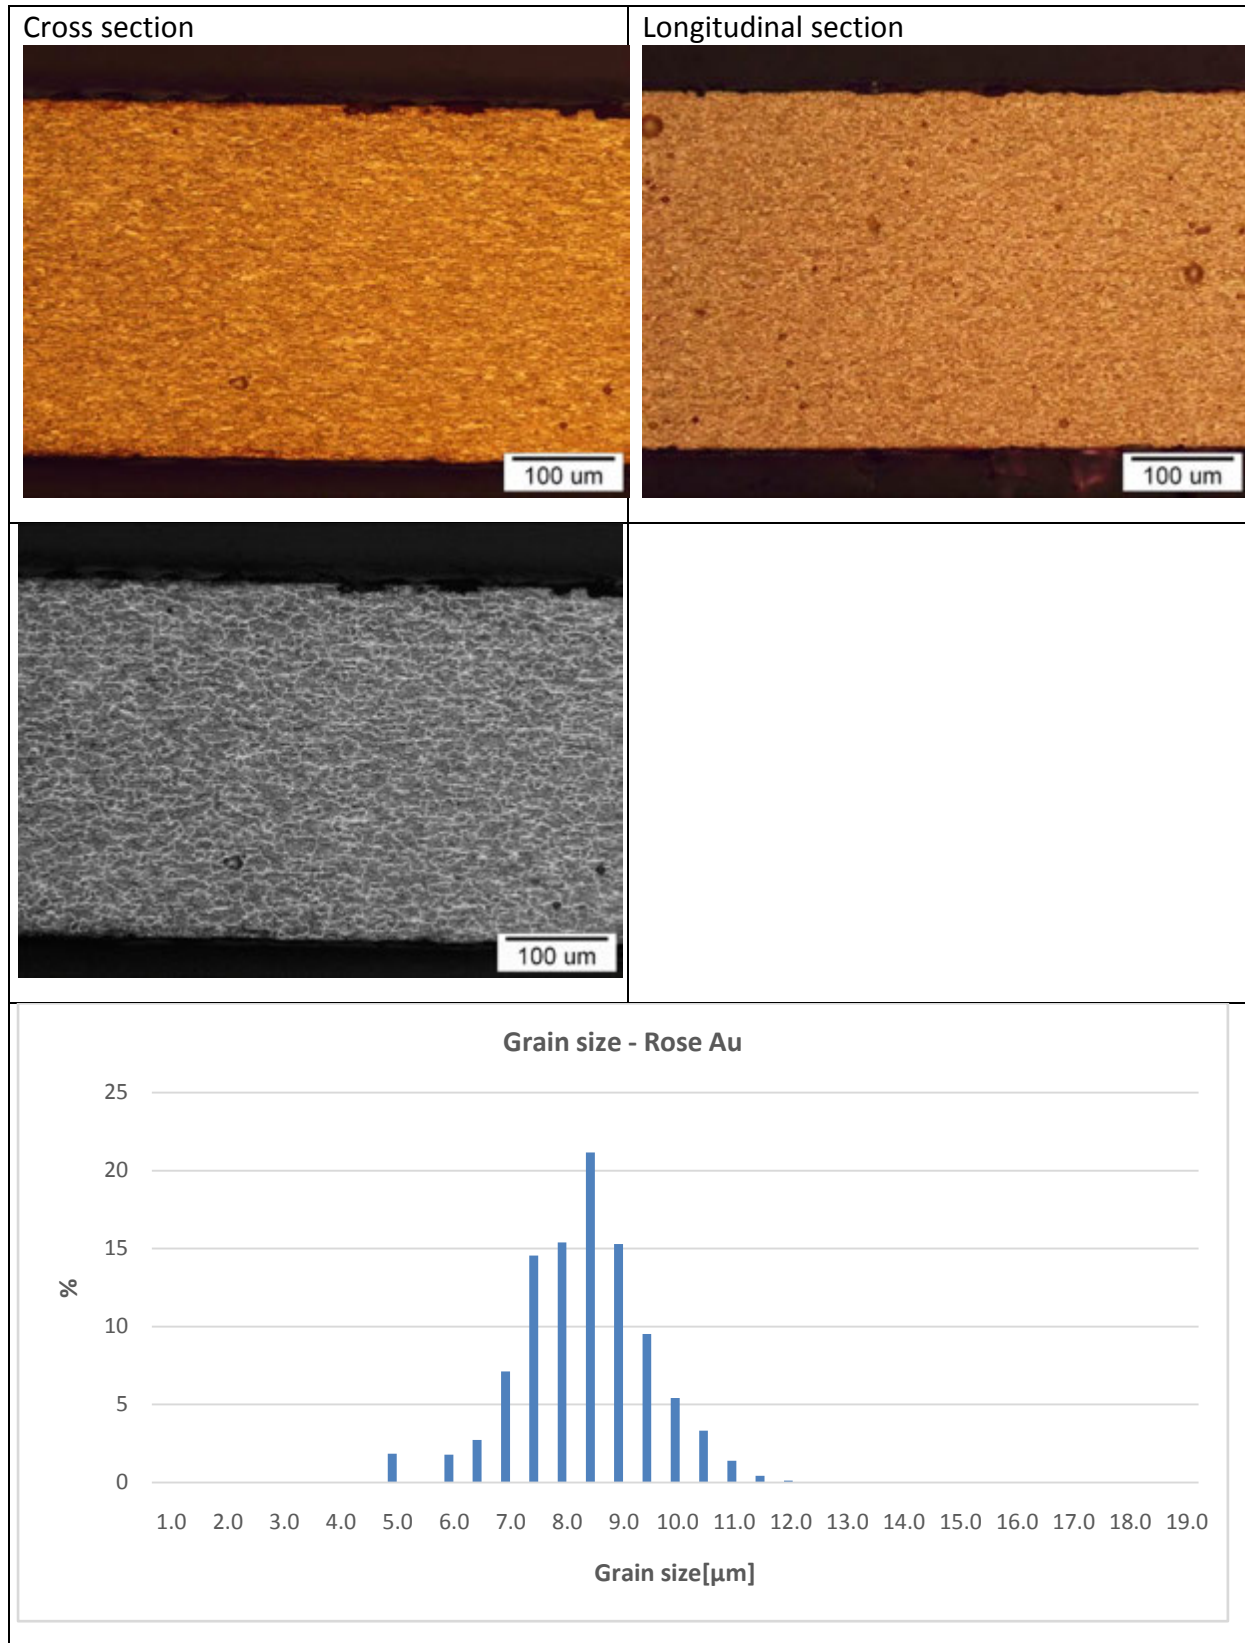 Cross section
Longitudinal section
100 um
100 um
100 um
Grain size - Rose Au
25
20
15
10
5
0
%
1.0 2.0 3.0 4.0 5.0 6.0 7.0 8.0 9.0 10.0 11.0 12.0 13.0 14.0 15.0 16.0 17.0 18.0 19.0
Grain size[µm]